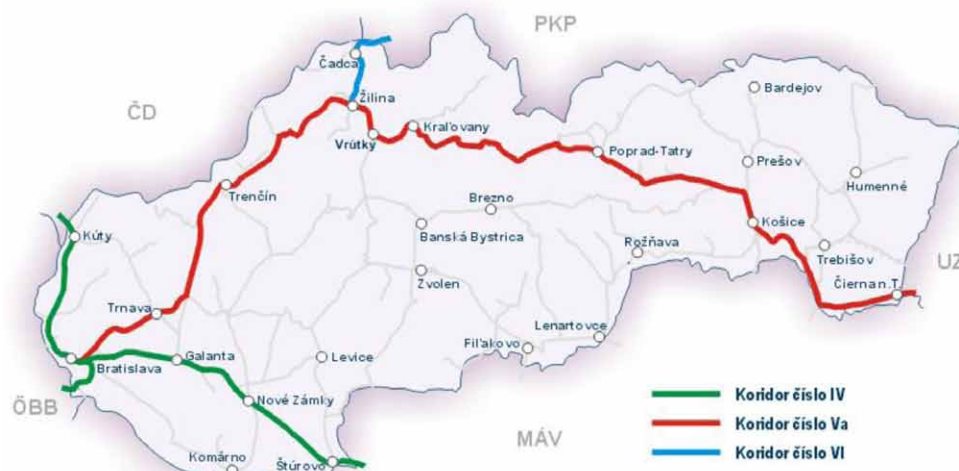 PKP
Čadca
ČD
Žilina
Bardejov
Vrútky
Kraľovany
Poprad-Tatry
Prešov
Humenné
Trenčín
Brezno
Banská Bystrica
Košice
Kúty
Rožňava
Trebišov
UZ
Zvolen
Čierna n.T.
Trnava
Lenartovce
Fiľakovo
Bratislava
Galanta
Levice
ÖBB
Nové Zámky
MÁV
Komárno
Štúrovo
Koridor číslo IV
Koridor číslo Va
Koridor číslo VI